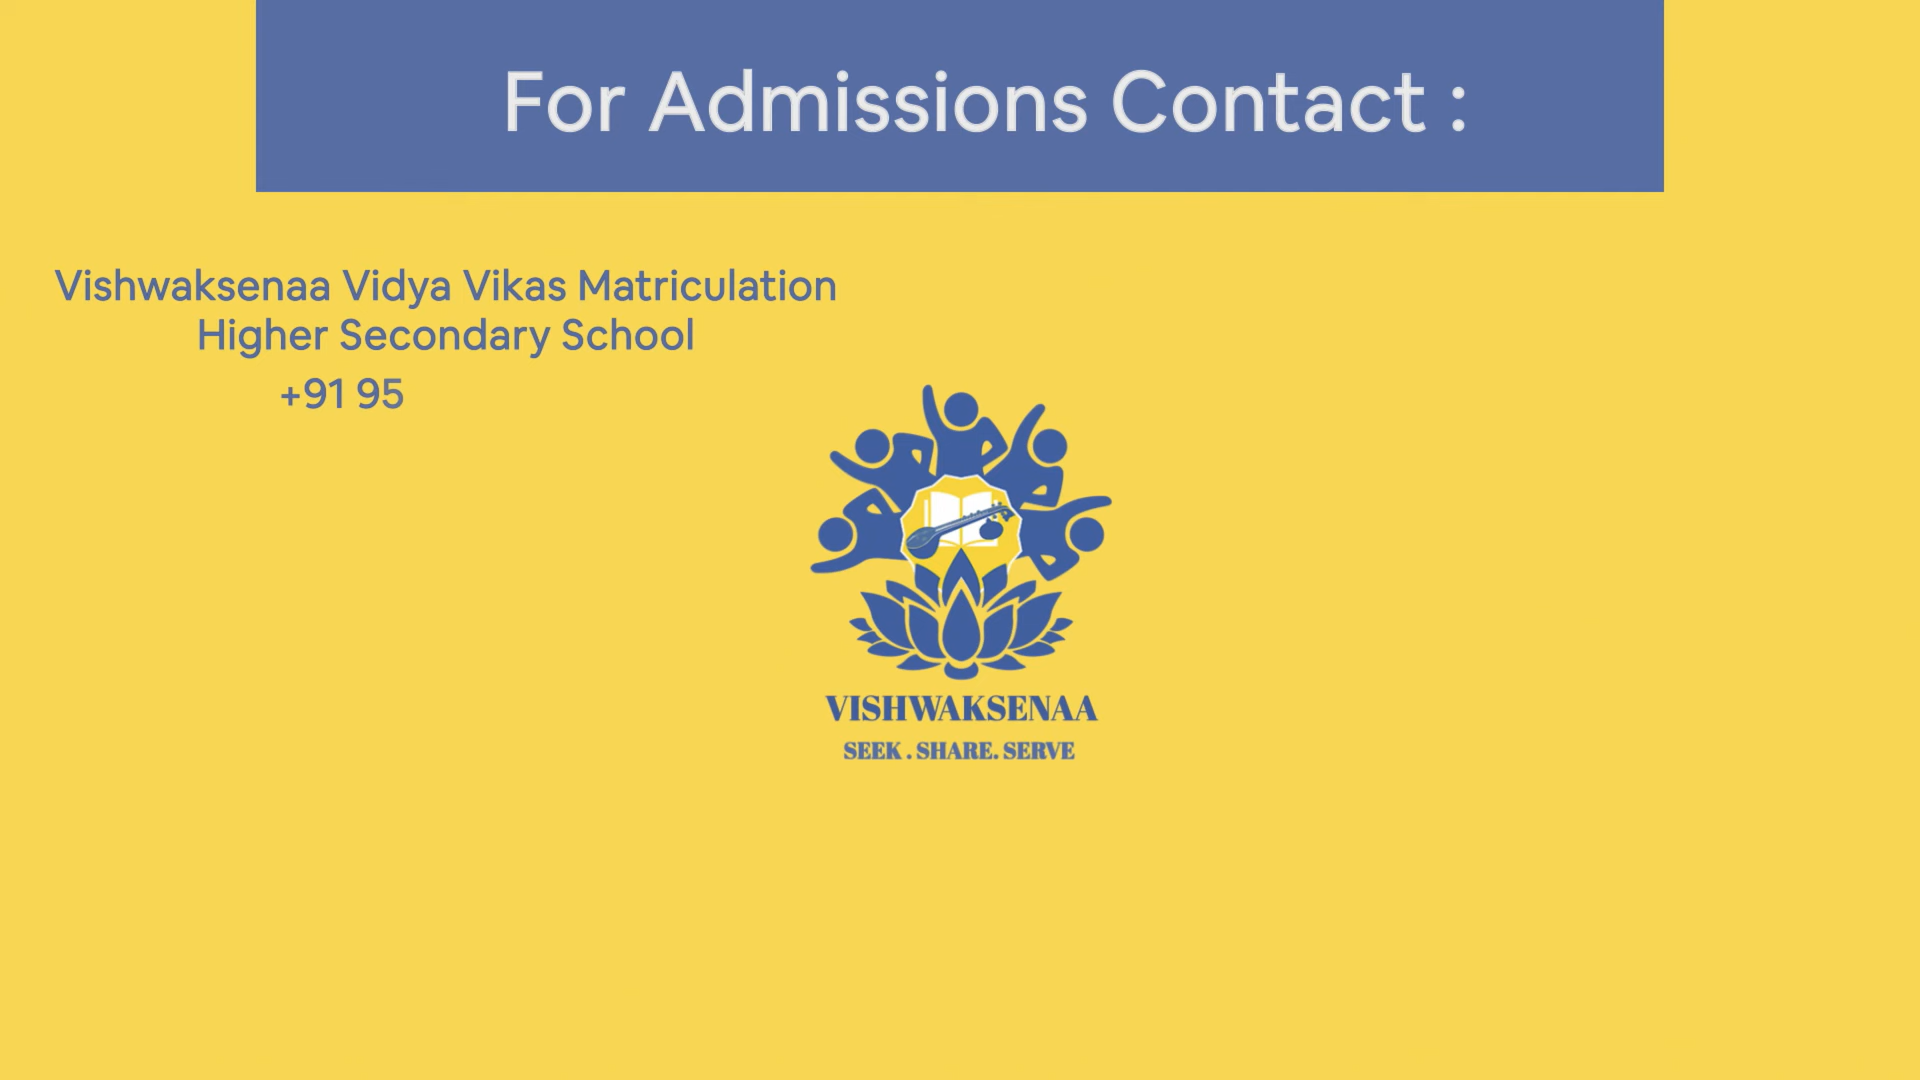 For Admissions Contact :
Vishwaksenaa Vidya Vikas Matriculation
Higher Secondary School
+91 95
VISHWAKSENAA
SEEK . SHARE. SERVE